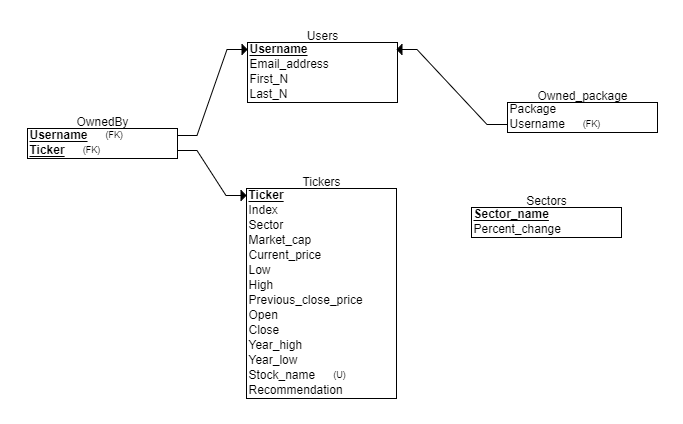 Users
Username
Email_address
First_N
Last_N
Owned_package
Package
Username (FK)
OwnedBy
Username (FK)
Ticker (FK)
Tickers
Ticker
Index
Sector
Market_cap
Current_price
Low
High
Previous_close_price
Open
Close
Year_high
Year_low
Stock_name (U)
Recommendation
Sectors
Sector_name
Percent_change